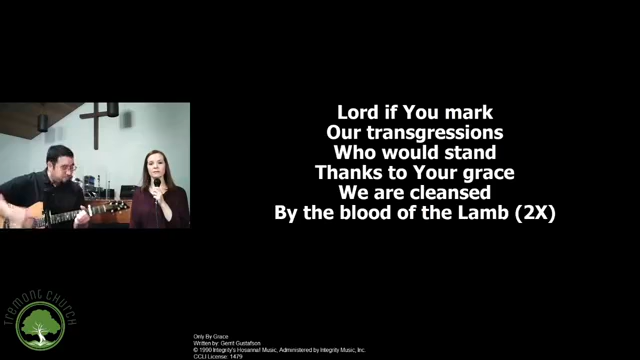 Lord if You mark
Our transgressions
Who would stand
Thanks to Your grace
We are cleansed
By the blood of the Lamb (2X)
TREMONT CHURCH
Only By Grace
Written by: Gerrit Gustafson
© 1990 Integrity's Hosanna! Music, Administered by Integrity Music, Inc.
CCLI License: 1479